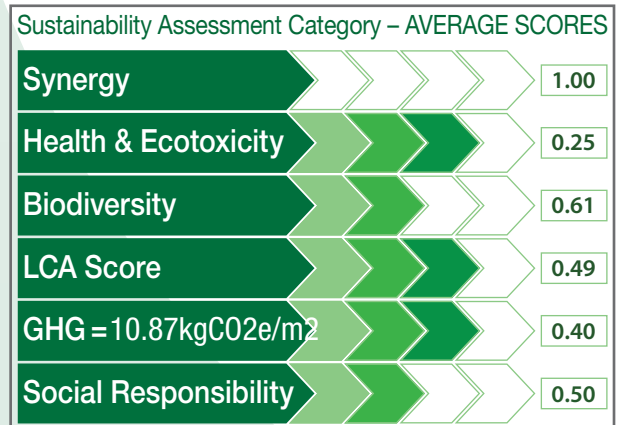 Sustainability Assessment Category – AVERAGE SCORES
Synergy 1.00
Health & Ecotoxicity 0.25
Biodiversity 0.61
LCA Score 0.49
GHG = 10.87kgCO2e/m2 0.40
Social Responsibility 0.50